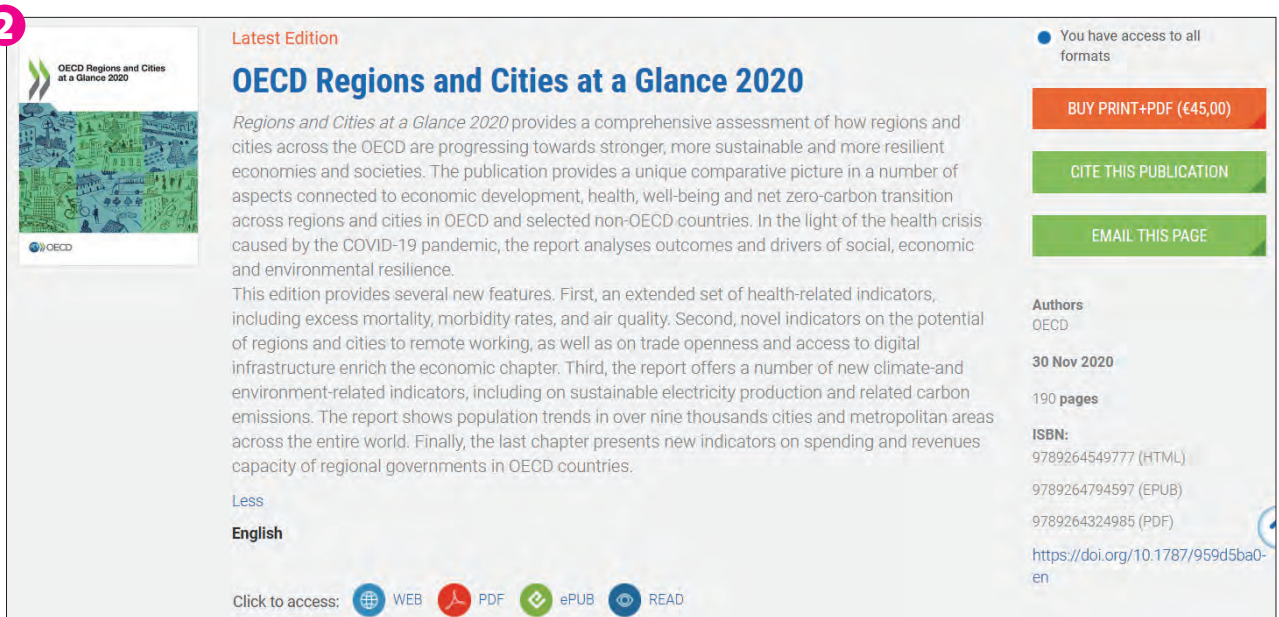 2
OECD Regions and Cities
at a Glance 2020
OECD
Latest Edition
OECD Regions and Cities at a Glance 2020
Regions and Cities at a Glance 2020 provides a comprehensive assessment of how regions and
cities across the OECD are progressing towards stronger, more sustainable and more resilient
economies and societies. The publication provides a unique comparative picture in a number of
aspects connected to economic development, health, well-being and net zero-carbon transition
across regions and cities in OECD and selected non-OECD countries. In the light of the health crisis
caused by the COVID-19 pandemic, the report analyses outcomes and drivers of social, economic
and environmental resilience.
This edition provides several new features. First, an extended set of health-related indicators,
including excess mortality, morbidity rates, and air quality. Second, novel indicators on the potential
of regions and cities to remote working, as well as on trade openness and access to digital
infrastructure enrich the economic chapter. Third, the report offers a number of new climate-and
environment-related indicators, including on sustainable electricity production and related carbon
emissions. The report shows population trends in over nine thousands cities and metropolitan areas
across the entire world. Finally, the last chapter presents new indicators on spending and revenues
capacity of regional governments in OECD countries.
Less
English
Click to access: WEB PDF ePUB READ
You have access to all
formats
BUY PRINT+PDF (€45,00)
CITE THIS PUBLICATION
EMAIL THIS PAGE
Authors
OECD
30 Nov 2020
190 pages
ISBN:
9789264549777 (HTML)
9789264794597 (EPUB)
9789264324985 (PDF)
https://doi.org/10.1787/959d5ba0-
en